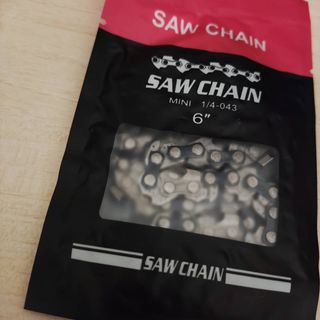 SAW CHAIN
SAW CHAIN
MINI 1/4-043
6"
SAW CHAIN